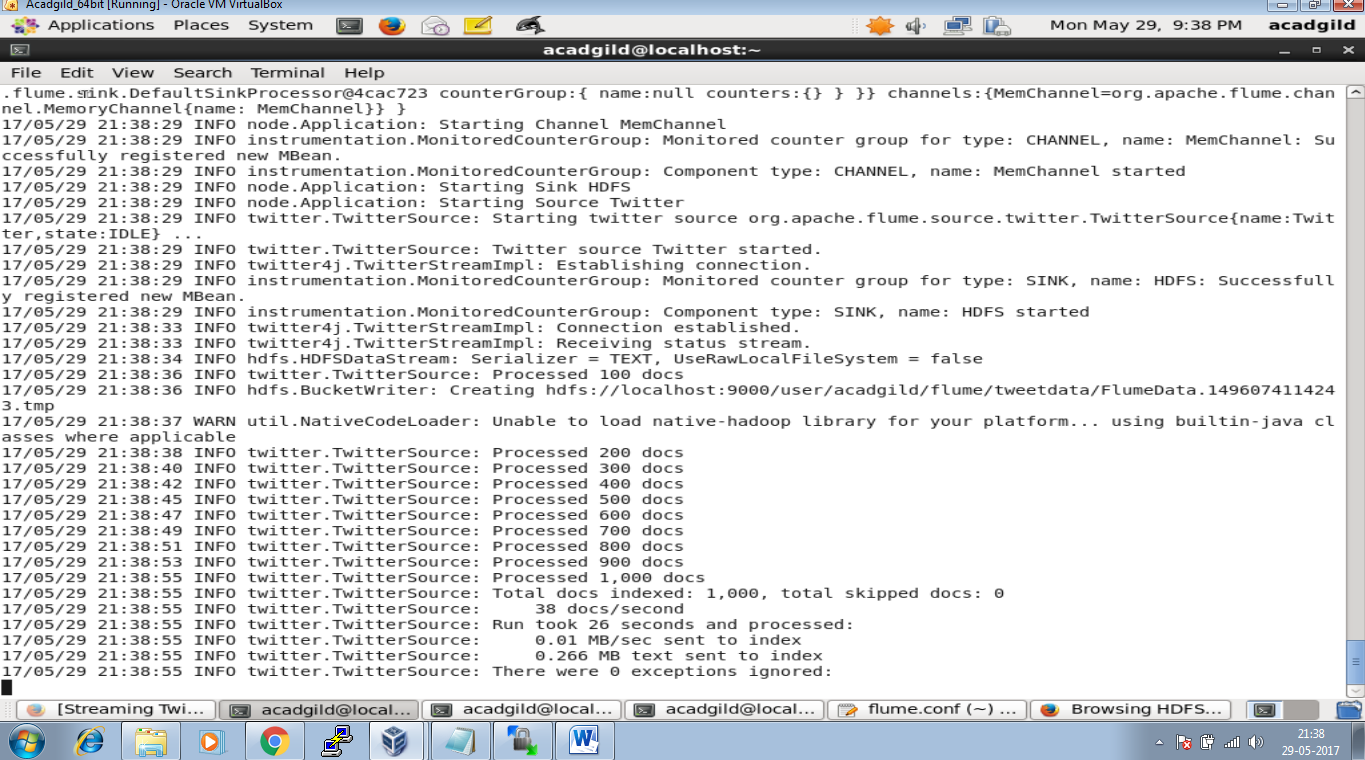 Acadgild_64bit [Running] - Oracle VM VirtualBox
Applications Places System Mon May 29, 9:38 PM acadgild
acadgild@localhost:~
File Edit View Search Terminal Help
.flume.sink.DefaultSinkProcessor@4cac723 counterGroup:{ name:null counters:{} } }} channels:{MemChannel=org.apache.flume.chan
nel.MemoryChannel{name: MemChannel}} }
17/05/29 21:38:29 INFO node.Application: Starting Channel MemChannel
17/05/29 21:38:29 INFO instrumentation.MonitoredCounterGroup: Monitored counter group for type: CHANNEL, name: MemChannel: Su
ccessfully registered new MBean.
17/05/29 21:38:29 INFO instrumentation.MonitoredCounterGroup: Component type: CHANNEL, name: MemChannel started
17/05/29 21:38:29 INFO node.Application: Starting Sink HDFS
17/05/29 21:38:29 INFO node.Application: Starting Source Twitter
17/05/29 21:38:29 INFO twitter.TwitterSource: Starting twitter source org.apache.flume.source.twitter.TwitterSource{name:Twit
ter,state:IDLE} ...
17/05/29 21:38:29 INFO twitter.TwitterSource: Twitter source Twitter started.
17/05/29 21:38:29 INFO twitter4j.TwitterStreamImpl: Establishing connection.
17/05/29 21:38:29 INFO instrumentation.MonitoredCounterGroup: Monitored counter group for type: SINK, name: HDFS: Successfull
y registered new MBean.
17/05/29 21:38:29 INFO instrumentation.MonitoredCounterGroup: Component type: SINK, name: HDFS started
17/05/29 21:38:33 INFO twitter4j.TwitterStreamImpl: Connection established.
17/05/29 21:38:33 INFO twitter4j.TwitterStreamImpl: Receiving status stream.
17/05/29 21:38:34 INFO hdfs.HDFSDataStream: Serializer = TEXT, UseRawLocalFileSystem = false
17/05/29 21:38:36 INFO twitter.TwitterSource: Processed 100 docs
17/05/29 21:38:36 INFO hdfs.BucketWriter: Creating hdfs://localhost:9000/user/acadgild/flume/tweetdata/FlumeData.149607411424
3.tmp
17/05/29 21:38:37 WARN util.NativeCodeLoader: Unable to load native-hadoop library for your platform... using builtin-java cl
asses where applicable
17/05/29 21:38:38 INFO twitter.TwitterSource: Processed 200 docs
17/05/29 21:38:40 INFO twitter.TwitterSource: Processed 300 docs
17/05/29 21:38:42 INFO twitter.TwitterSource: Processed 400 docs
17/05/29 21:38:45 INFO twitter.TwitterSource: Processed 500 docs
17/05/29 21:38:47 INFO twitter.TwitterSource: Processed 600 docs
17/05/29 21:38:49 INFO twitter.TwitterSource: Processed 700 docs
17/05/29 21:38:51 INFO twitter.TwitterSource: Processed 800 docs
17/05/29 21:38:53 INFO twitter.TwitterSource: Processed 900 docs
17/05/29 21:38:55 INFO twitter.TwitterSource: Processed 1,000 docs
17/05/29 21:38:55 INFO twitter.TwitterSource: Total docs indexed: 1,000, total skipped docs: 0
17/05/29 21:38:55 INFO twitter.TwitterSource:     38 docs/second
17/05/29 21:38:55 INFO twitter.TwitterSource: Run took 26 seconds and processed:
17/05/29 21:38:55 INFO twitter.TwitterSource:     0.01 MB/sec sent to index
17/05/29 21:38:55 INFO twitter.TwitterSource:     0.266 MB text sent to index
17/05/29 21:38:55 INFO twitter.TwitterSource: There were 0 exceptions ignored:
[Streaming Twi... acadgild@local... acadgild@local... acadgild@local... flume.conf (~) ... Browsing HDFS...
21:38
29-05-2017